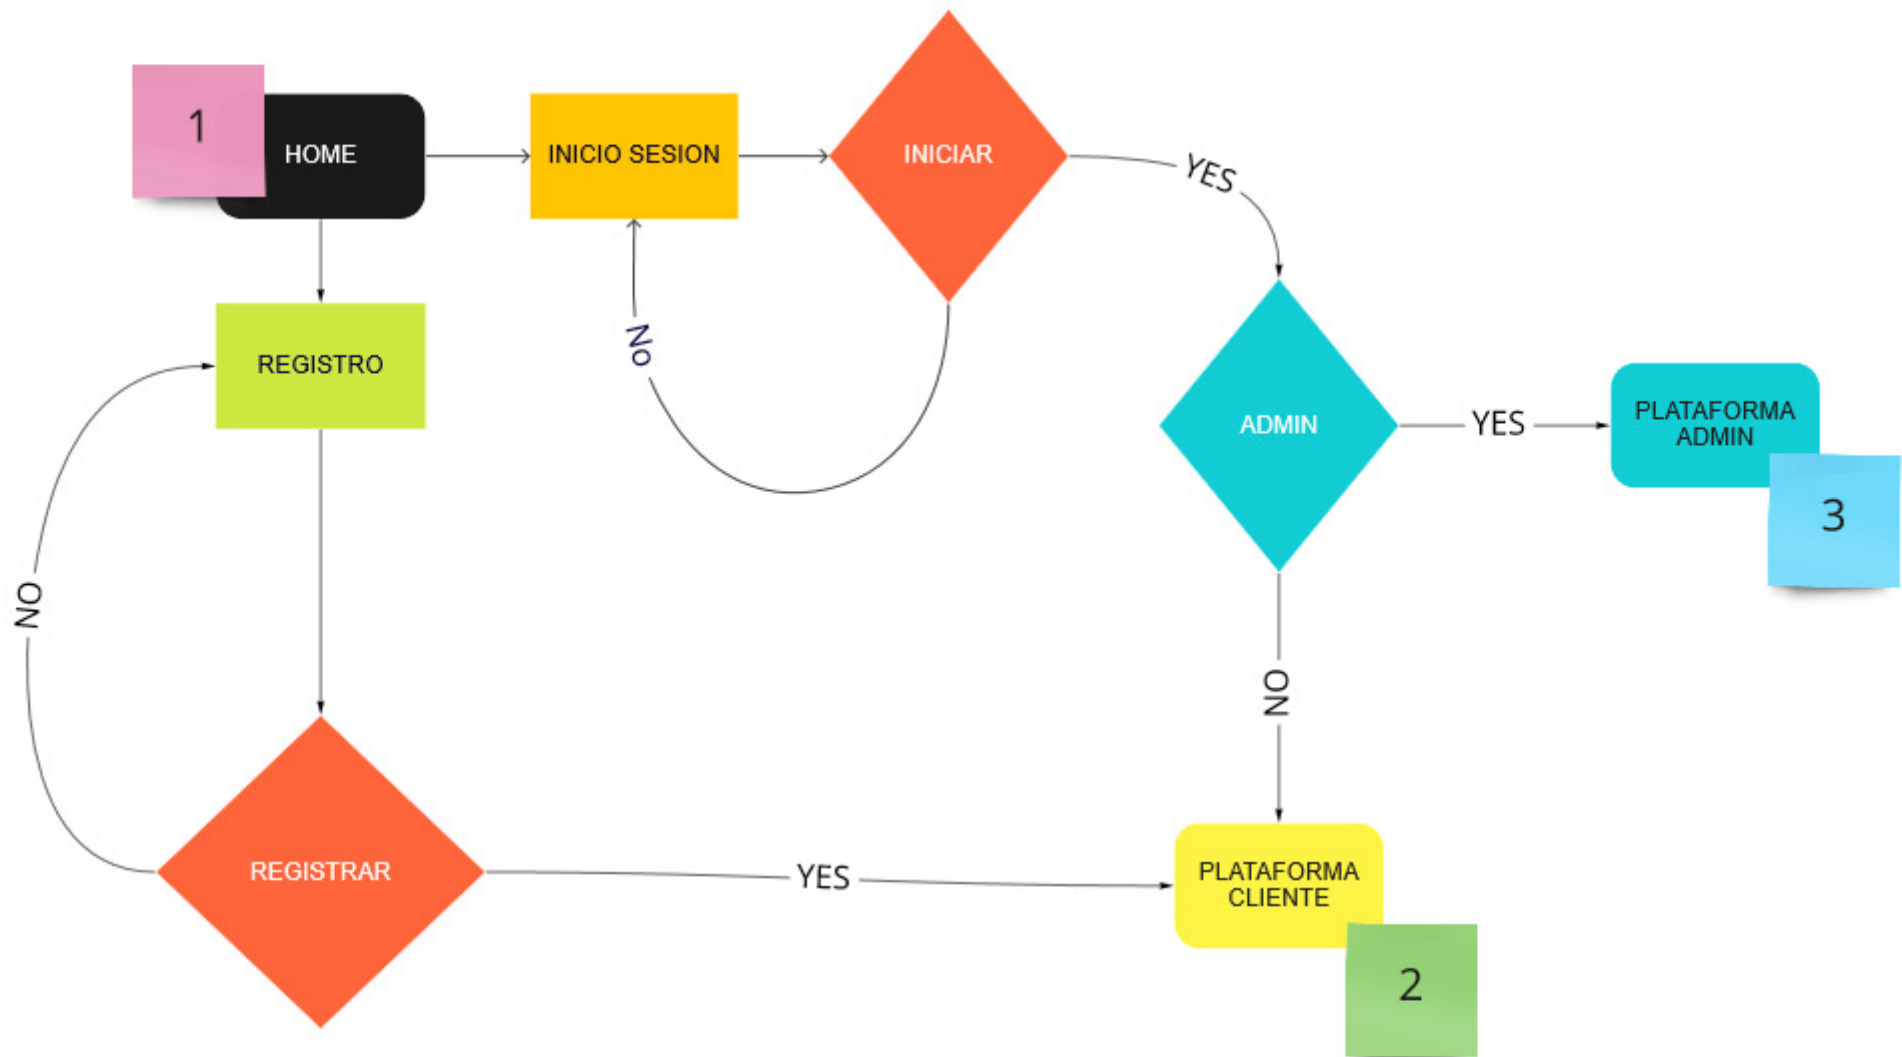 1
HOME
INICIO SESION
INICIAR
YES
No
REGISTRO
ADMIN
YES
PLATAFORMA
ADMIN
3
NO
NO
REGISTRAR
YES
PLATAFORMA
CLIENTE
2